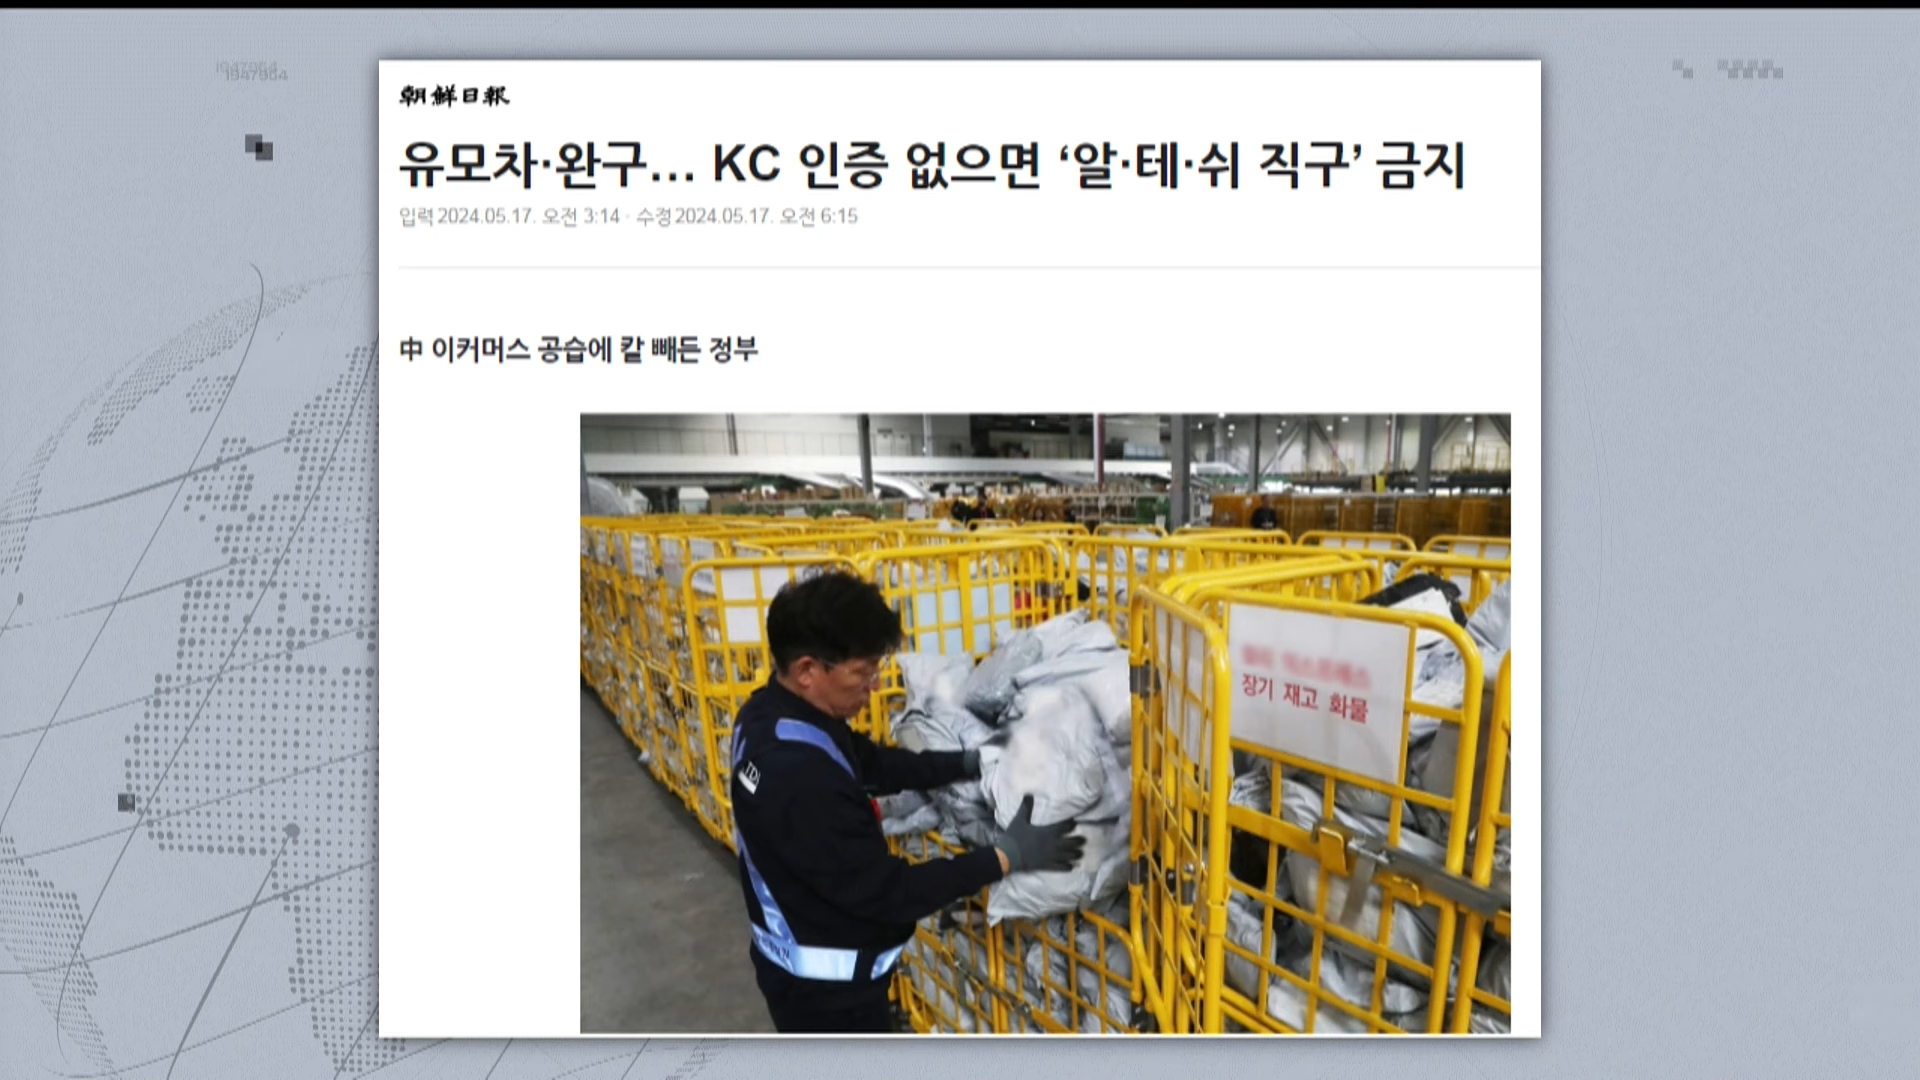 1947964
朝鮮日報
유모차·완구... KC 인증 없으면 ‘알·테·쉬 직구’ 금지
입력 2024.05.17. 오전 3:14 · 수정 2024.05.17. 오전 6:15
中 이커머스 공습에 칼 빼든 정부
장기 재고 화물